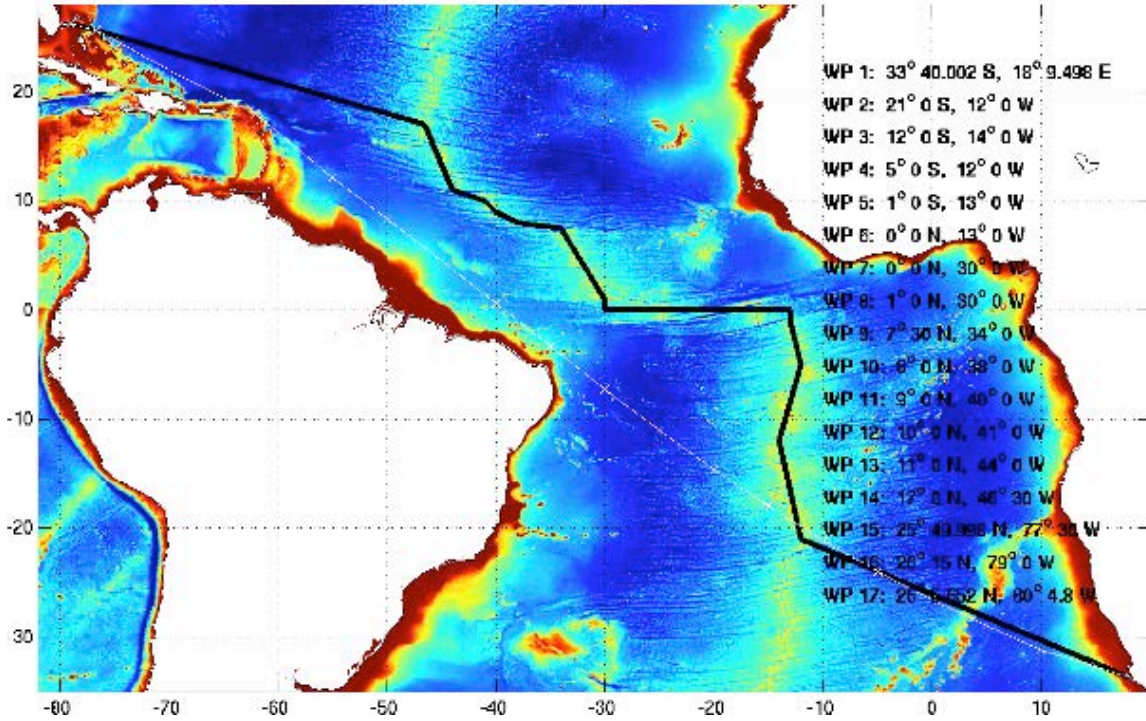 WP 1: 33° 40.002 S, 18° 9.498 E
20
WP 2: 21° 0 S, 12° 0 W
WP 3: 12° 0 S, 14° 0 W
WP 4: 5° 0 S, 12° 0 W
10
WP 5: 1° 0 S, 13° 0 W
WP 6: 0° 0 N, 13° 0 W
WP 7: 0° 0 N, 30° 0 W
0
WP 8: 1° 0 N, 30° 0 W
WP 9: 7° 30 N, 34° 0 W
WP 10: 8° 0 N, 38° 0 W
-10
WP 11: 9° 0 N, 40° 0 W
WP 12: 10° 0 N, 41° 0 W
WP 13: 11° 0 N, 44° 0 W
WP 14: 17° 0 N, 46° 30 W
-20
WP 15: 25° 49.998 N, 77° 30 W
WP 16: 26° 15 N, 79° 0 W
WP 17: 26° N, 80° 4.8 W
-30
-80 -70 -60 -50 -40 -30 -20 -10 0 10